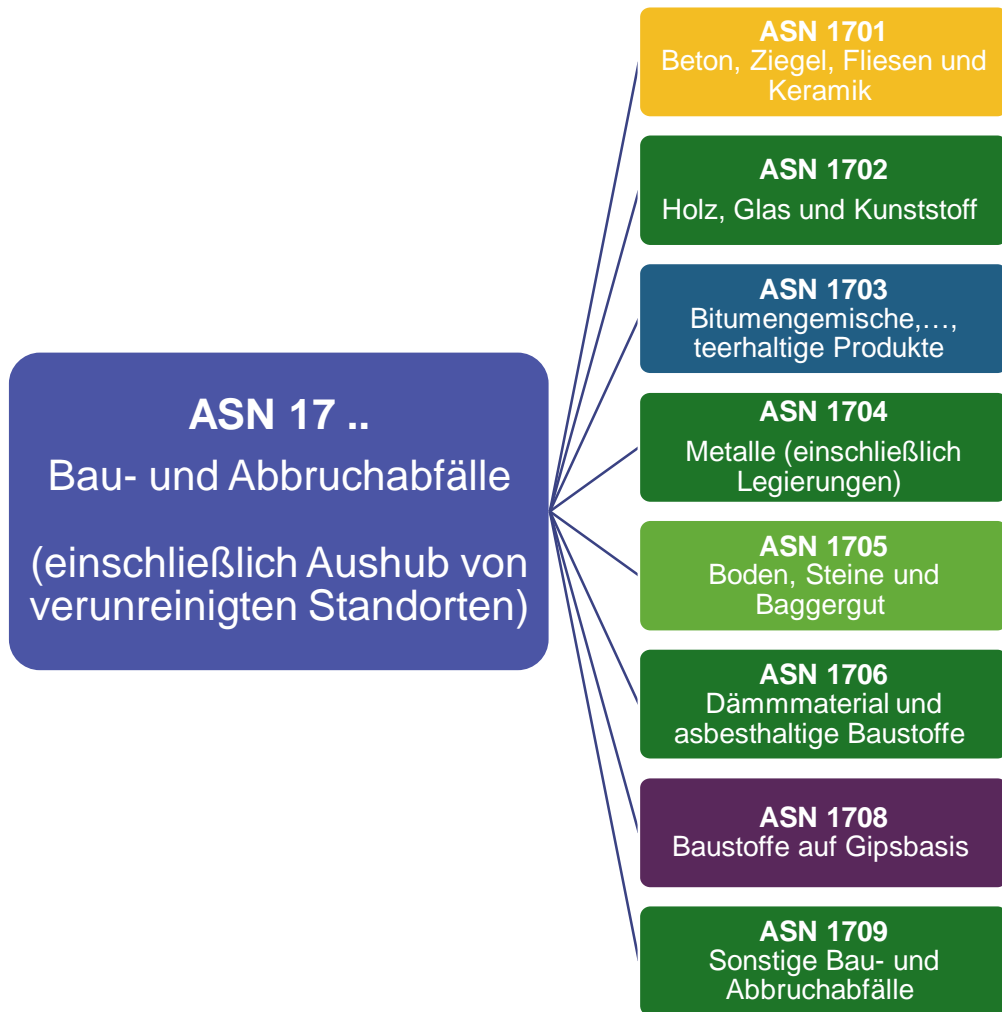 ASN 17 ..
Bau- und Abbruchabfälle
(einschließlich Aushub von
verunreinigten Standorten)
ASN 1701
Beton, Ziegel, Fliesen und
Keramik
ASN 1702
Holz, Glas und Kunststoff
ASN 1703
Bitumengemische,…,
teerhaltige Produkte
ASN 1704
Metalle (einschließlich
Legierungen)
ASN 1705
Boden, Steine und
Baggergut
ASN 1706
Dämmmaterial und
asbesthaltige Baustoffe
ASN 1708
Baustoffe auf Gipsbasis
ASN 1709
Sonstige Bau- und
Abbruchabfälle